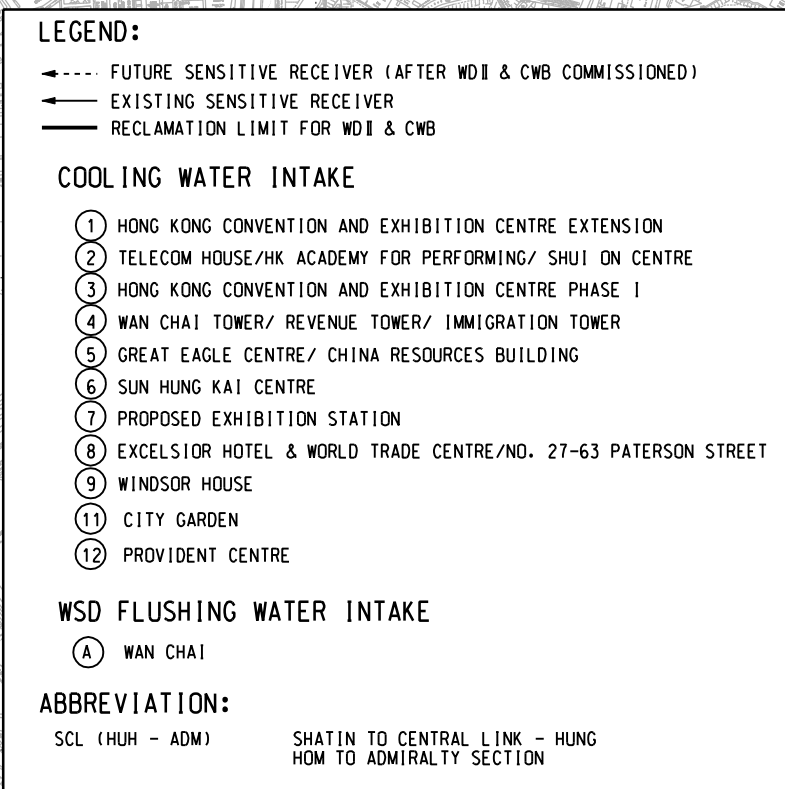 LEGEND:
FUTURE SENSITIVE RECEIVER (AFTER WDⅡ & CWB COMMISSIONED)
EXISTING SENSITIVE RECEIVER
RECLAMATION LIMIT FOR WDⅡ & CWB
COOLING WATER INTAKE
1 HONG KONG CONVENTION AND EXHIBITION CENTRE EXTENSION
2 TELECOM HOUSE/HK ACADEMY FOR PERFORMING/ SHUI ON CENTRE
3 HONG KONG CONVENTION AND EXHIBITION CENTRE PHASE I
4 WAN CHAI TOWER/ REVENUE TOWER/ IMMIGRATION TOWER
5 GREAT EAGLE CENTRE/ CHINA RESOURCES BUILDING
6 SUN HUNG KAI CENTRE
7 PROPOSED EXHIBITION STATION
8 EXCELSIOR HOTEL & WORLD TRADE CENTRE/NO. 27-63 PATERSON STREET
9 WINDSOR HOUSE
11 CITY GARDEN
12 PROVIDENT CENTRE
WSD FLUSHING WATER INTAKE
A WAN CHAI
ABBREVIATION:
SCL (HUH - ADM) SHATIN TO CENTRAL LINK - HUNG
HOM TO ADMIRALTY SECTION